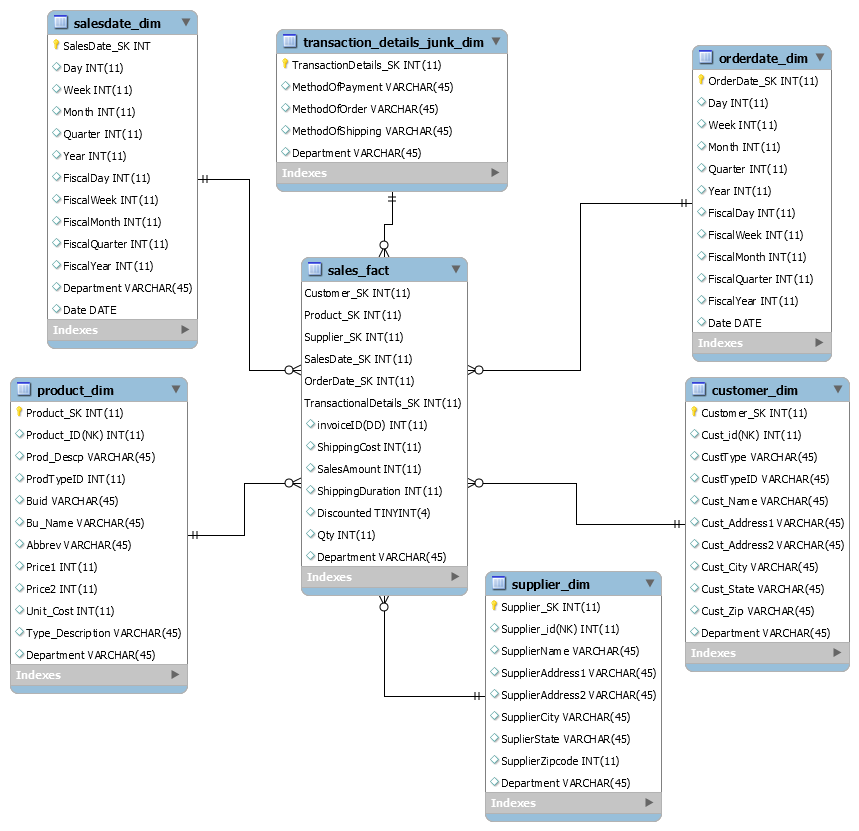 salesdate_dim
SalesDate_SK INT
Day INT(11)
Week INT(11)
Month INT(11)
Quarter INT(11)
Year INT(11)
FiscalDay INT(11)
FiscalWeek INT(11)
FiscalMonth INT(11)
FiscalQuarter INT(11)
FiscalYear INT(11)
Department VARCHAR(45)
Date DATE
Indexes
transaction_details_junk_dim
TransactionDetails_SK INT(11)
MethodOfPayment VARCHAR(45)
MethodOfOrder VARCHAR(45)
MethodOfShipping VARCHAR(45)
Department VARCHAR(45)
Indexes
orderdate_dim
OrderDate_SK INT(11)
Day INT(11)
Week INT(11)
Month INT(11)
Quarter INT(11)
Year INT(11)
FiscalDay INT(11)
FiscalWeek INT(11)
FiscalMonth INT(11)
FiscalQuarter INT(11)
FiscalYear INT(11)
Date DATE
Indexes
sales_fact
Customer_SK INT(11)
Product_SK INT(11)
Supplier_SK INT(11)
SalesDate_SK INT(11)
OrderDate_SK INT(11)
TransactionalDetails_SK INT(11)
invoiceID(DD) INT(11)
ShippingCost INT(11)
SalesAmount INT(11)
ShippingDuration INT(11)
Discounted TINYINT(4)
Qty INT(11)
Department VARCHAR(45)
Indexes
product_dim
Product_SK INT(11)
Product_ID(NK) INT(11)
Prod_Descp VARCHAR(45)
ProdTypeID INT(11)
Buid VARCHAR(45)
Bu_Name VARCHAR(45)
Abbrev VARCHAR(45)
Price1 INT(11)
Price2 INT(11)
Unit_Cost INT(11)
Type_Description VARCHAR(45)
Department VARCHAR(45)
Indexes
customer_dim
Customer_SK INT(11)
Cust_id(NK) INT(11)
CustType VARCHAR(45)
CustTypeID VARCHAR(45)
Cust_Name VARCHAR(45)
Cust_Address1 VARCHAR(45)
Cust_Address2 VARCHAR(45)
Cust_City VARCHAR(45)
Cust_State VARCHAR(45)
Cust_Zip VARCHAR(45)
Department VARCHAR(45)
Indexes
supplier_dim
Supplier_SK INT(11)
Supplier_id(NK) INT(11)
SupplierName VARCHAR(45)
SupplierAddress1 VARCHAR(45)
SupplierAddress2 VARCHAR(45)
SupplierCity VARCHAR(45)
SuplierState VARCHAR(45)
SupplierZipcode INT(11)
Department VARCHAR(45)
Indexes